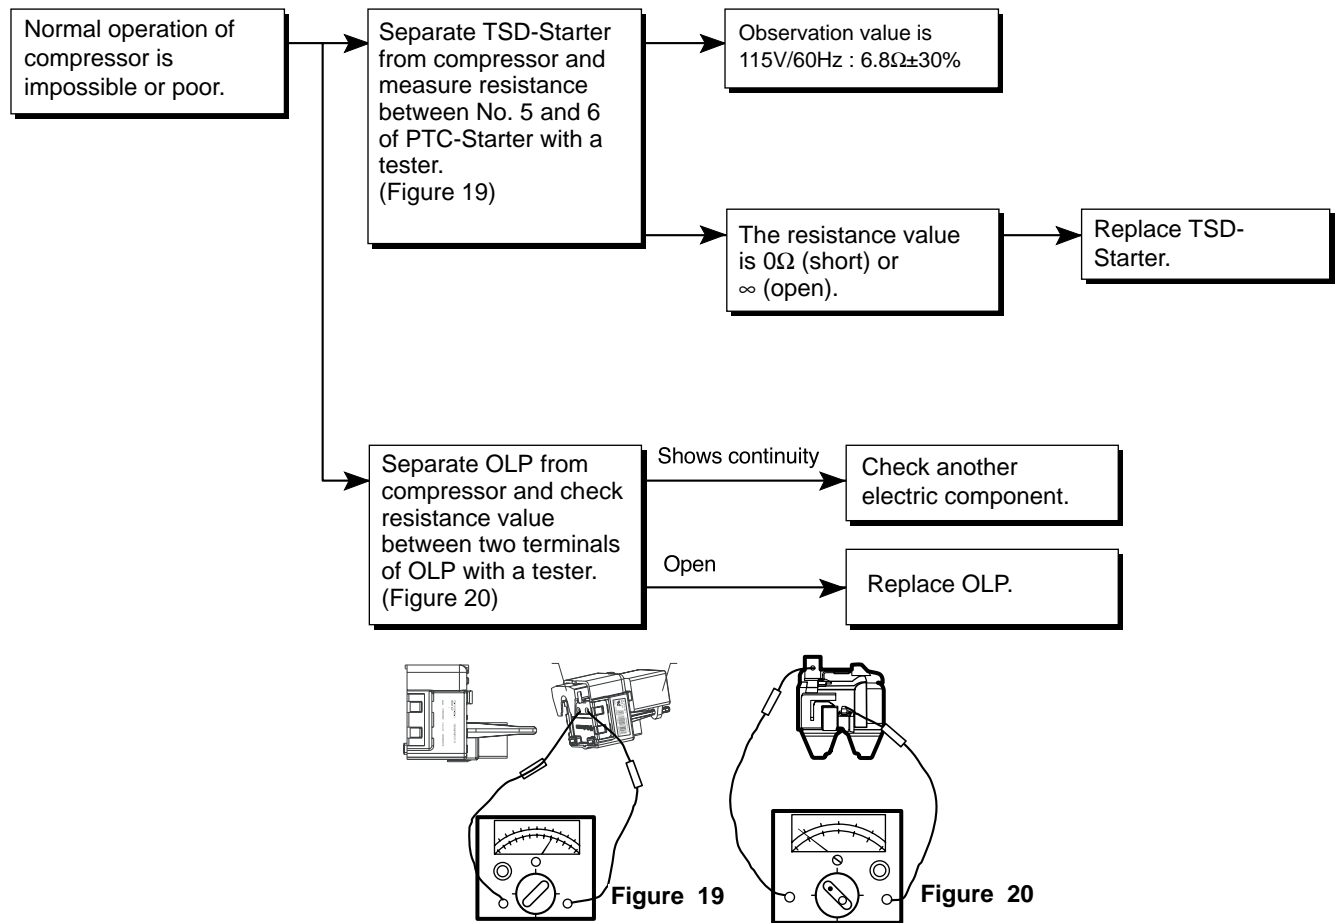 Normal operation of
compressor is
impossible or poor.
Separate TSD-Starter
from compressor and
measure resistance
between No. 5 and 6
of PTC-Starter with a
tester.
(Figure 19)
Observation value is
115V/60Hz : 6.8Ω±30%
The resistance value
is 0Ω (short) or
∞ (open).
Replace TSD-
Starter.
Separate OLP from
compressor and check
resistance value
between two terminals
of OLP with a tester.
(Figure 20)
Shows continuity
Check another
electric component.
Open
Replace OLP.
Figure 19
Figure 20